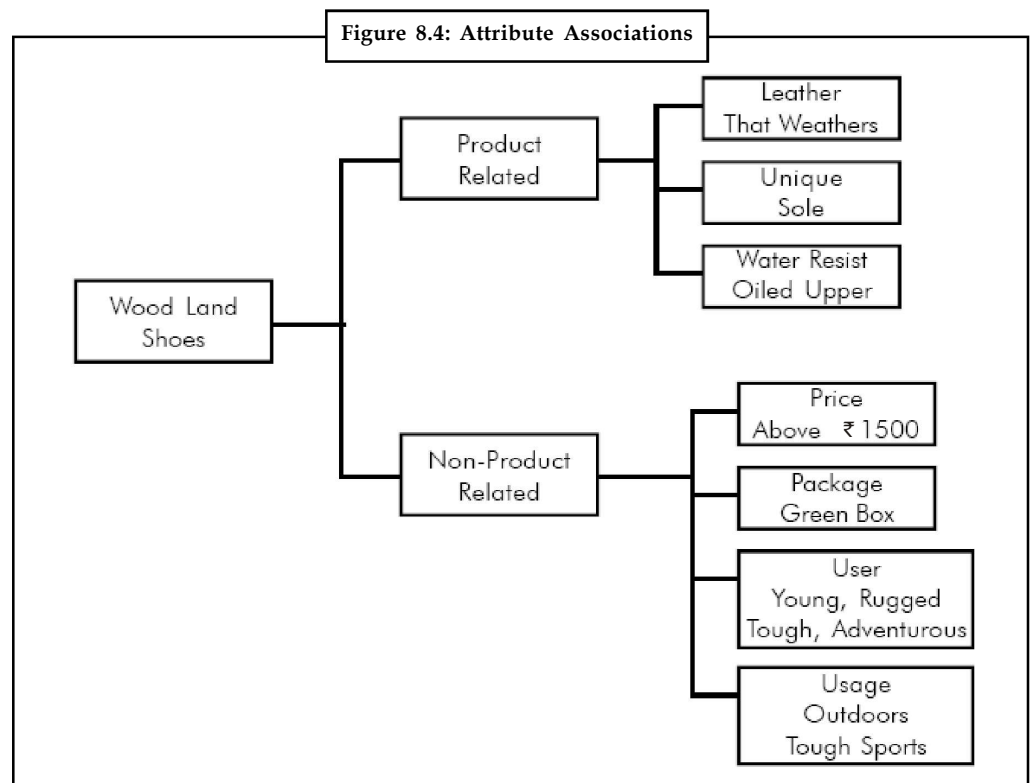 Figure 8.4: Attribute Associations
Wood Land
Shoes
Product
Related
Leather
That Weathers
Unique
Sole
Water Resist
Oiled Upper
Non-Product
Related
Price
Above ₹ 1500
Package
Green Box
User
Young, Rugged
Tough, Adventurous
Usage
Outdoors
Tough Sports